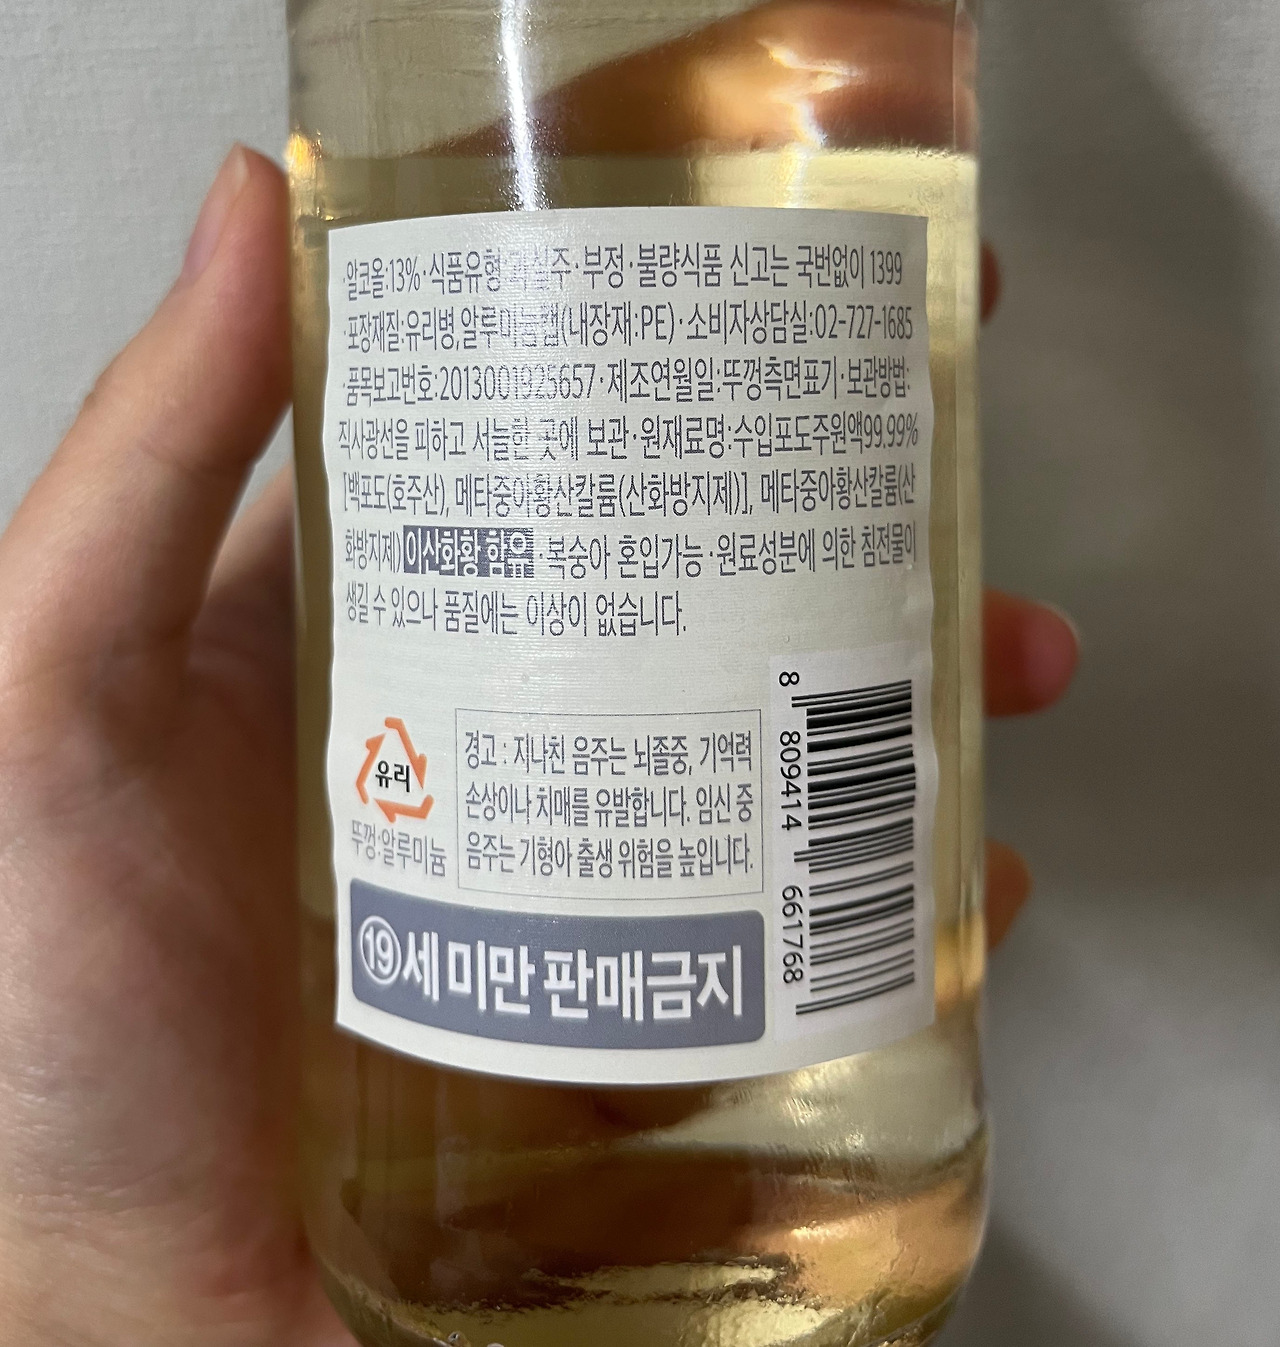 ·알코올:13%·식품유형:과실주·부정·불량식품 신고는 국번없이 1399
·포장재질:유리병,알루미늄캡(내장재:PE)·소비자상담실:02-727-1685
·품목보고번호:2013001925657·제조연월일:뚜껑측면표기·보관방법:
직사광선을 피하고 서늘한 곳에 보관·원재료명:수입포도주원액99.99%
[백포도(호주산), 메타중아황산칼륨(산화방지제)], 메타중아황산칼륨(산
화방지제) 이산화황 함유·복숭아 혼입가능·원료성분에 의한 침전물이
생길 수 있으나 품질에는 이상이 없습니다.
유리
뚜껑:알루미늄
경고 : 지나친 음주는 뇌졸중, 기억력
손상이나 치매를 유발합니다. 임신 중
음주는 기형아 출생 위험을 높입니다.
⑲세 미만 판매금지
8 809414 661768